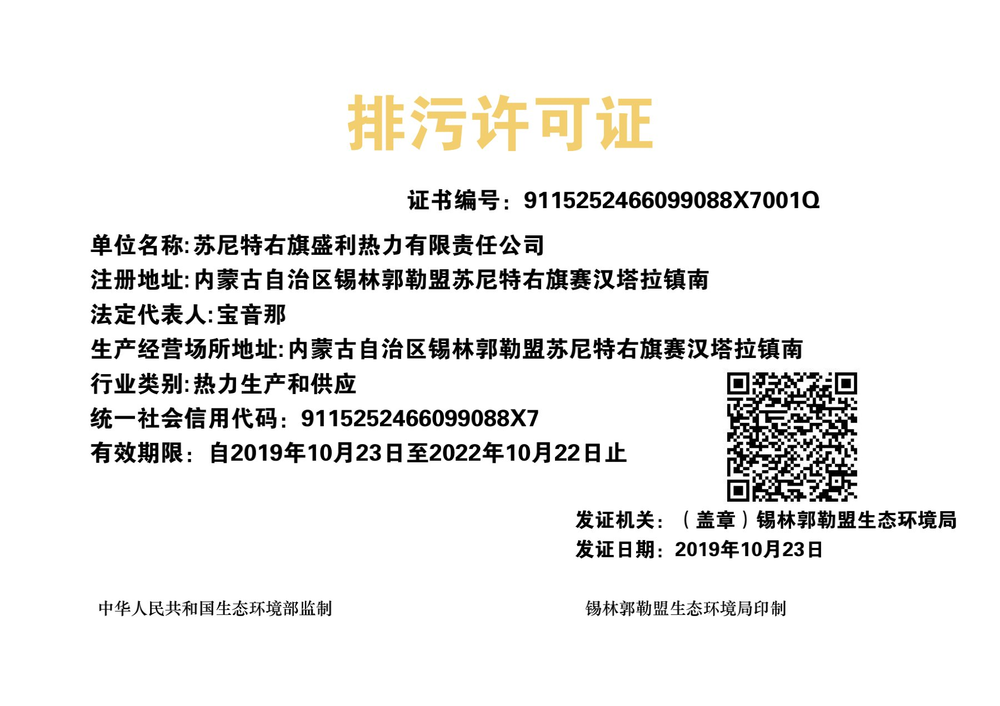 排污许可证
证书编号：9115252466099088X7001Q
单位名称:苏尼特右旗盛利热力有限责任公司
注册地址:内蒙古自治区锡林郭勒盟苏尼特右旗赛汉塔拉镇南
法定代表人:宝音那
生产经营场所地址:内蒙古自治区锡林郭勒盟苏尼特右旗赛汉塔拉镇南
行业类别:热力生产和供应
统一社会信用代码：9115252466099088X7
有效期限：自2019年10月23日至2022年10月22日止
发证机关：（盖章）锡林郭勒盟生态环境局
发证日期：2019年10月23日
中华人民共和国生态环境部监制
锡林郭勒盟生态环境局印制